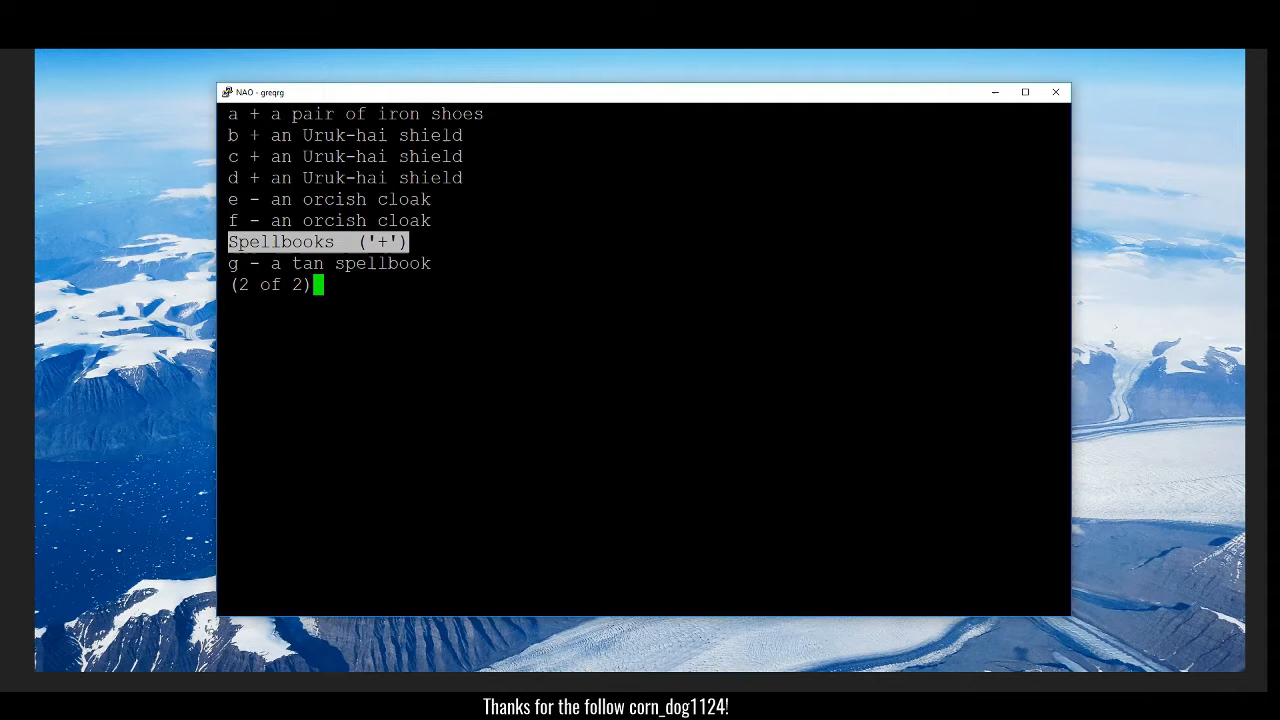 NAO - greqrg
a + a pair of iron shoes
b + an Uruk-hai shield
c + an Uruk-hai shield
d + an Uruk-hai shield
e - an orcish cloak
f - an orcish cloak
Spellbooks ('+')
g - a tan spellbook
(2 of 2)
Thanks for the follow corn_dog1124!